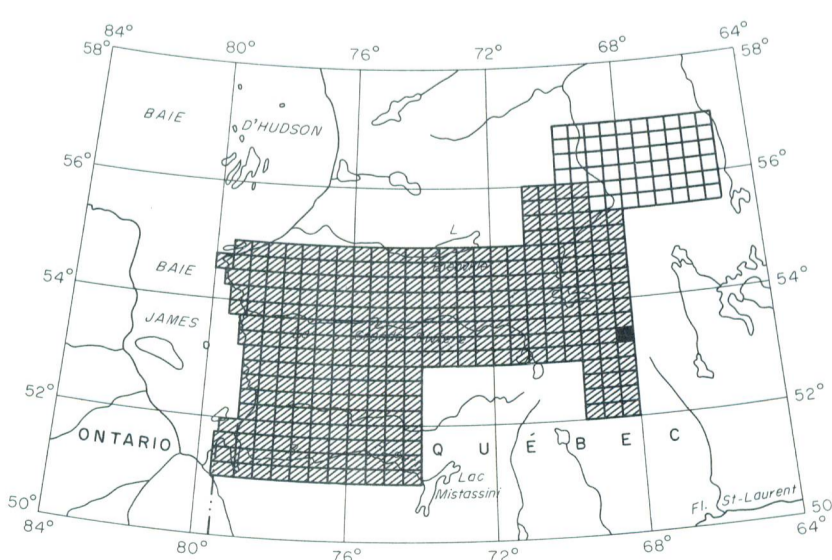 84°
80°
76°
72°
68°
64°
58°
58°
BAIE
D'HUDSON
56°
56°
L
BAIE
54°
54°
JAMES
52°
52°
ONTARIO
QUÉBEC
Lac
Mistassini
Fl. St-Laurent
50°
50
84°
80°
76°
72°
68°
64°